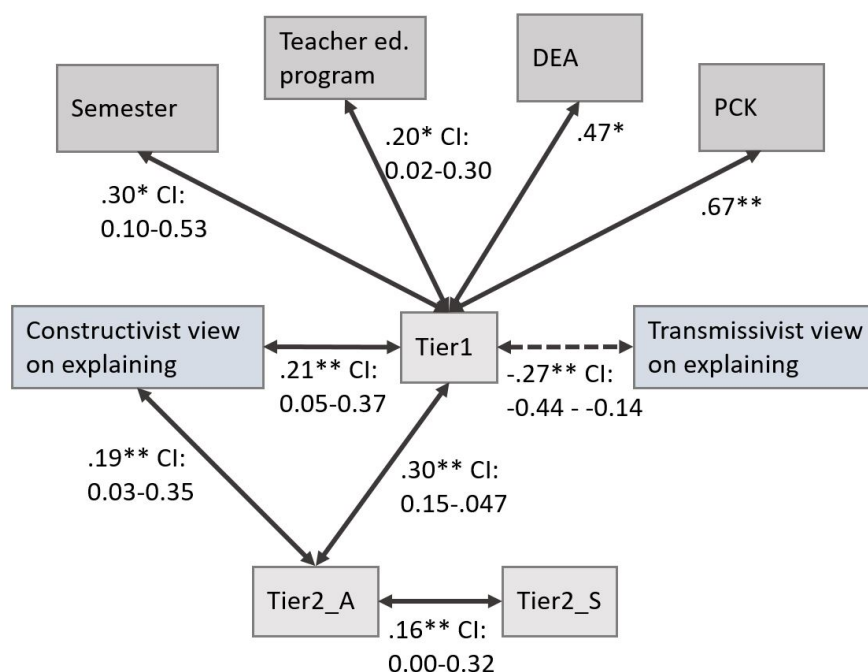 Teacher ed.
program
DEA
Semester
PCK
.20* CI:
0.02-0.30
.47*
.30* CI:
0.10-0.53
.67**
Constructivist view
on explaining
Tier1
Transmissivist view
on explaining
.21** CI:
0.05-0.37
-.27** CI:
-0.44 - -0.14
.19** CI:
0.03-0.35
.30** CI:
0.15-.047
Tier2_A
Tier2_S
.16** CI:
0.00-0.32